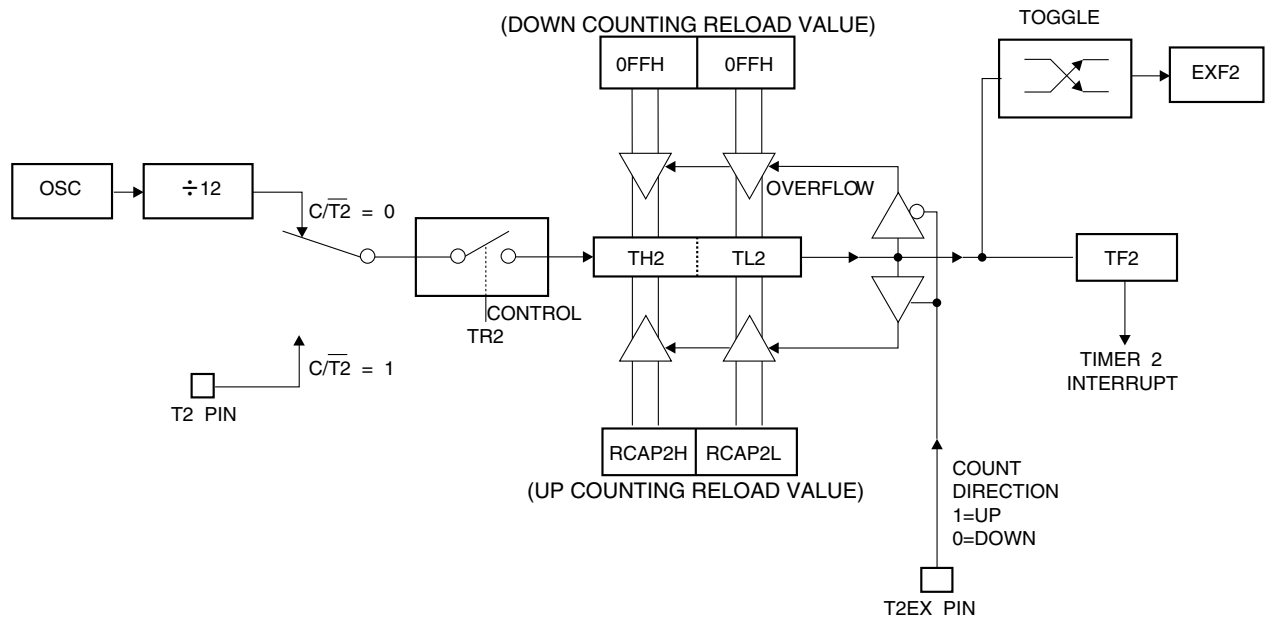 (DOWN COUNTING RELOAD VALUE)
TOGGLE
0FFH
0FFH
EXF2
OSC
÷12
OVERFLOW
C/T2̅ = 0
TH2
TL2
TF2
CONTROL
TR2
C/T2̅ = 1
TIMER 2
INTERRUPT
T2 PIN
RCAP2H
RCAP2L
(UP COUNTING RELOAD VALUE)
COUNT
DIRECTION
1=UP
0=DOWN
T2EX PIN